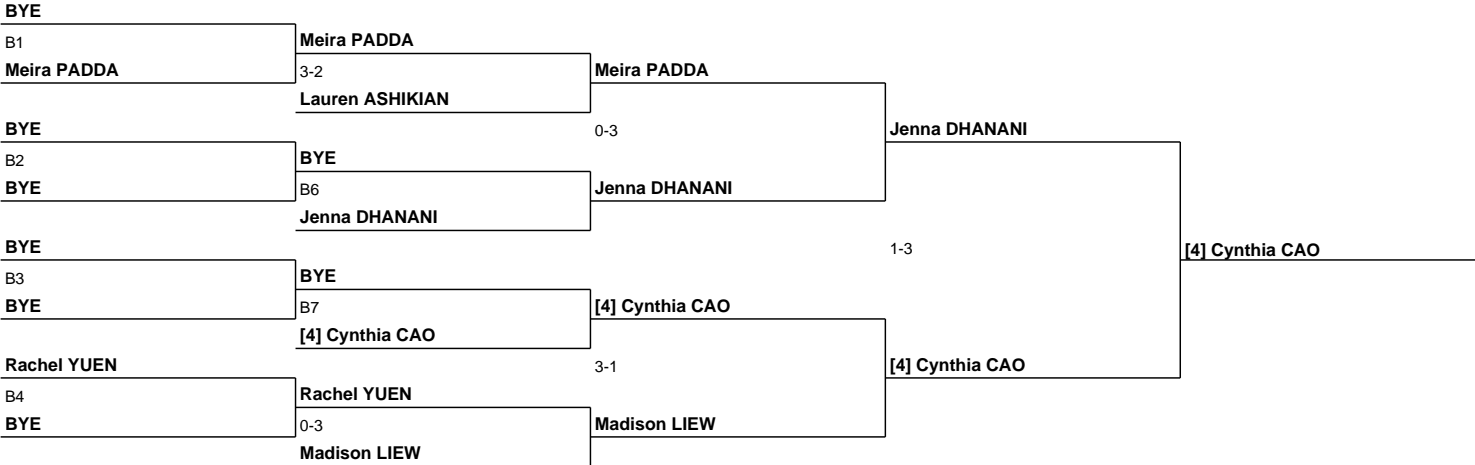 BYE
B1
Meira PADDA
BYE
B2
BYE
BYE
B3
BYE
Rachel YUEN
B4
BYE
Meira PADDA
3-2
Lauren ASHIKIAN
BYE
B6
Jenna DHANANI
BYE
B7
[4] Cynthia CAO
Rachel YUEN
0-3
Madison LIEW
Meira PADDA
0-3
Jenna DHANANI
[4] Cynthia CAO
3-1
Madison LIEW
Jenna DHANANI
1-3
[4] Cynthia CAO
[4] Cynthia CAO